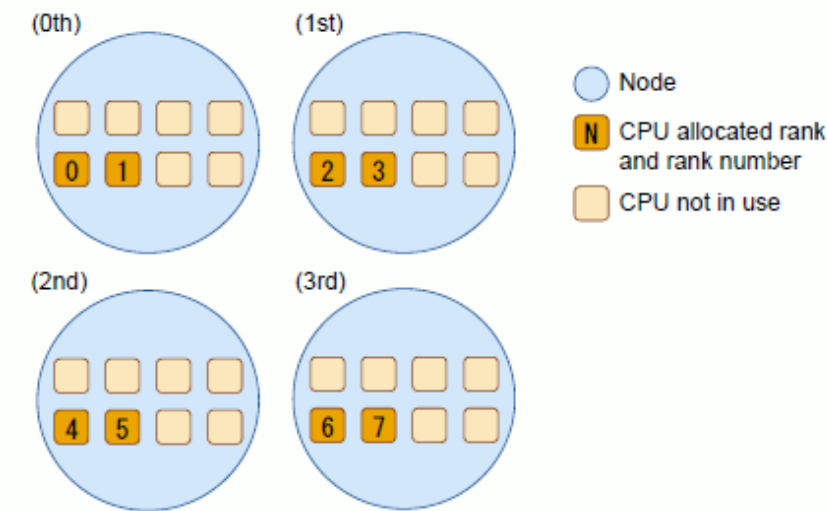 (0th)
(1st)
0 1
2 3
(2nd)
(3rd)
4 5
6 7
Node
N CPU allocated rank
and rank number
CPU not in use